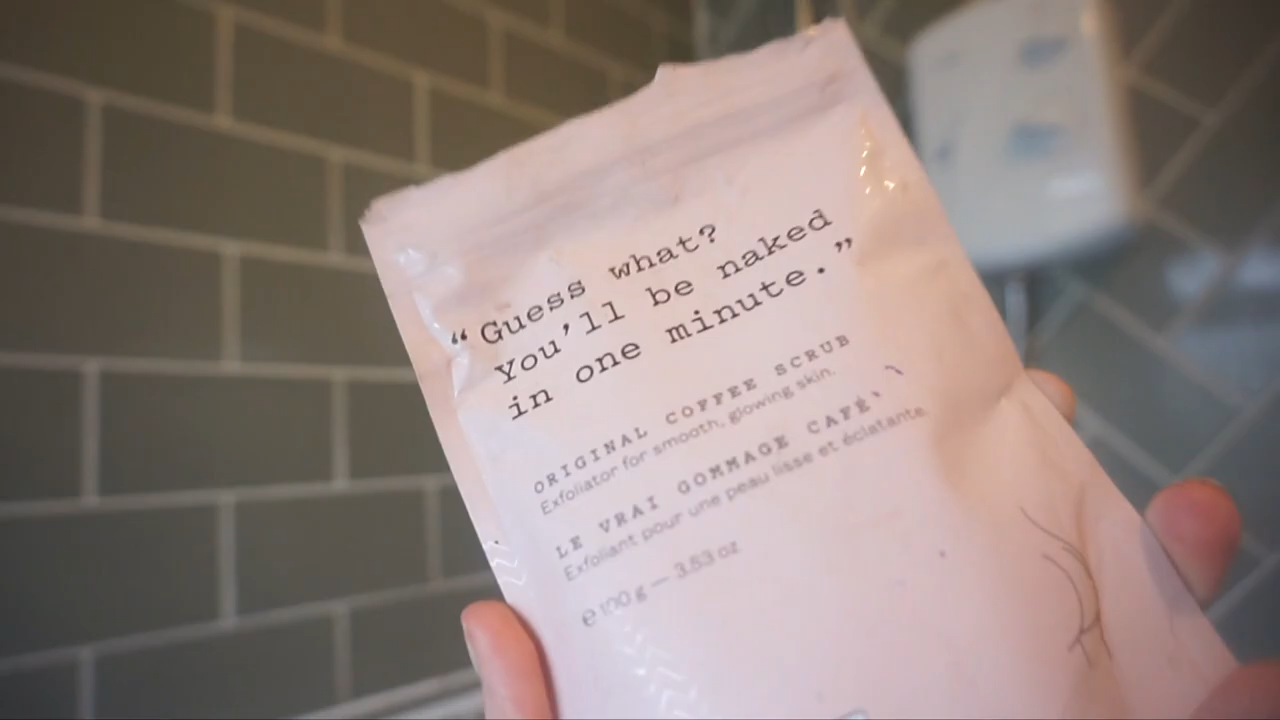 “Guess what?
You’ll be naked
in one minute.”
ORIGINAL COFFEE SCRUB
Exfoliator for smooth, glowing skin.
LE VRAI GOMMAGE CAFÉ
Exfoliant pour une peau lisse et éclatante.
e 100 g — 3.53 oz